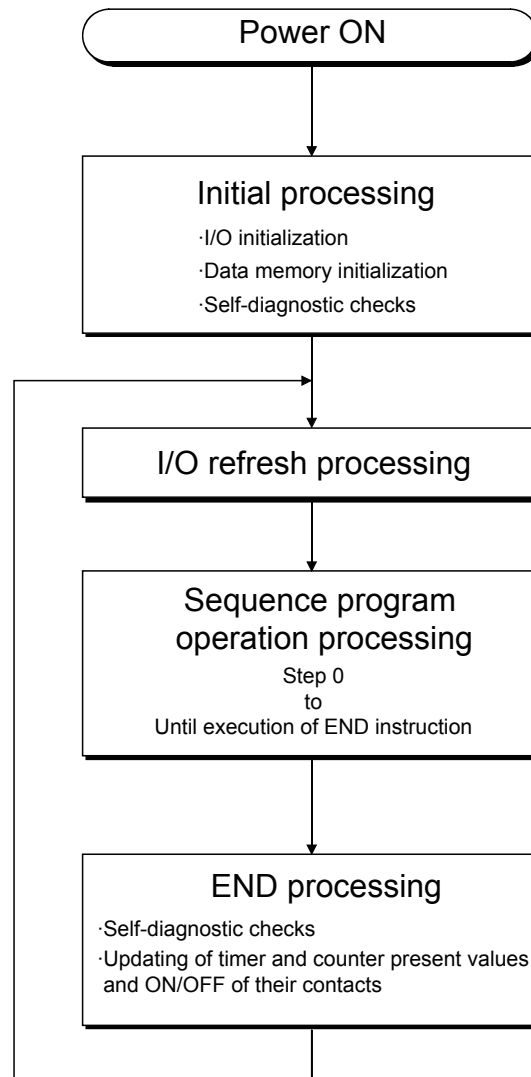 Power ON
Initial processing
·I/O initialization
·Data memory initialization
·Self-diagnostic checks
I/O refresh processing
Sequence program
operation processing
Step 0
to
Until execution of END instruction
END processing
·Self-diagnostic checks
·Updating of timer and counter present values
and ON/OFF of their contacts